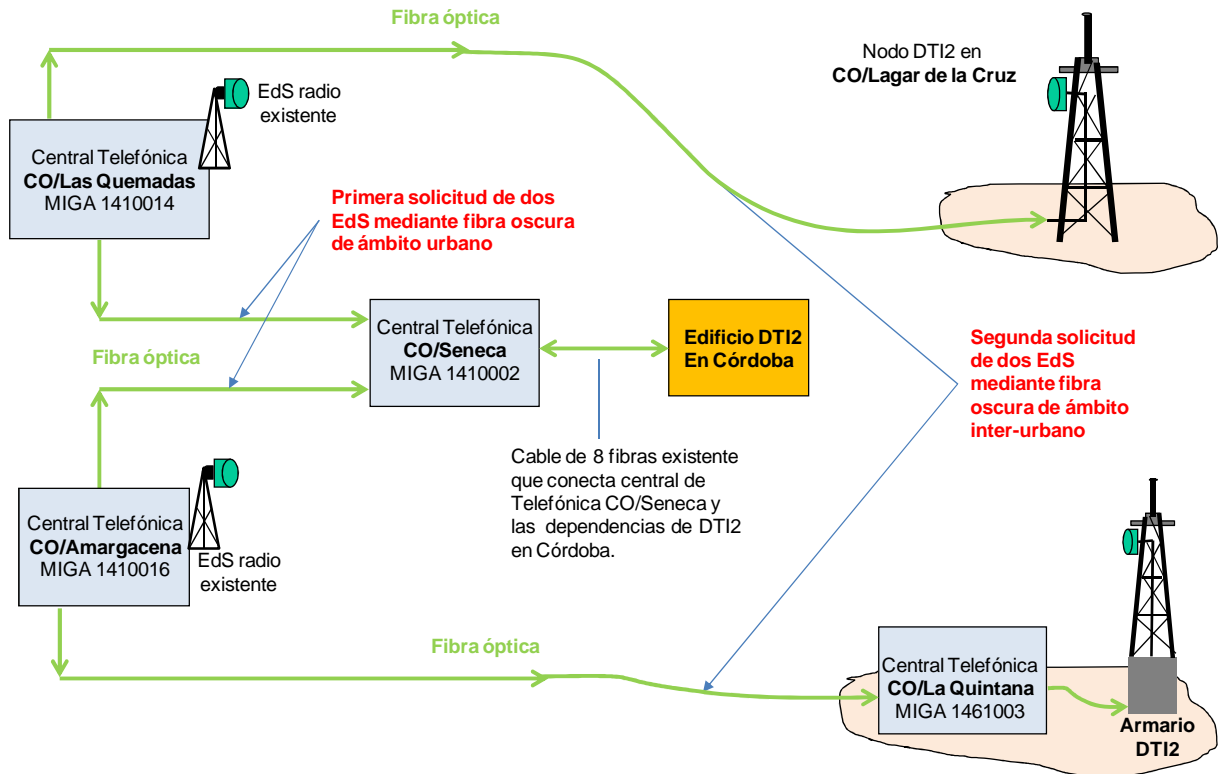 Fibra óptica
Nodo DTI2 en
CO/Lagar de la Cruz
EdS radio
existente
Central Telefónica
CO/Las Quemadas
MIGA 1410014
Primera solicitud de dos
EdS mediante fibra oscura
de ámbito urbano
Central Telefónica
CO/Seneca
MIGA 1410002
Edificio DTI2
En Córdoba
Segunda solicitud
de dos EdS
mediante fibra
oscura de ámbito
inter-urbano
Fibra óptica
Cable de 8 fibras existente
que conecta central de
Telefónica CO/Seneca y
las dependencias de DTI2
en Córdoba.
Central Telefónica
CO/Amargacena
MIGA 1410016
EdS radio
existente
Fibra óptica
Central Telefónica
CO/La Quintana
MIGA 1461003
Armario
DTI2